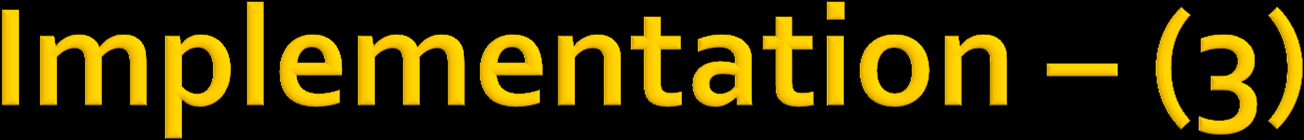 Implementation – (3)